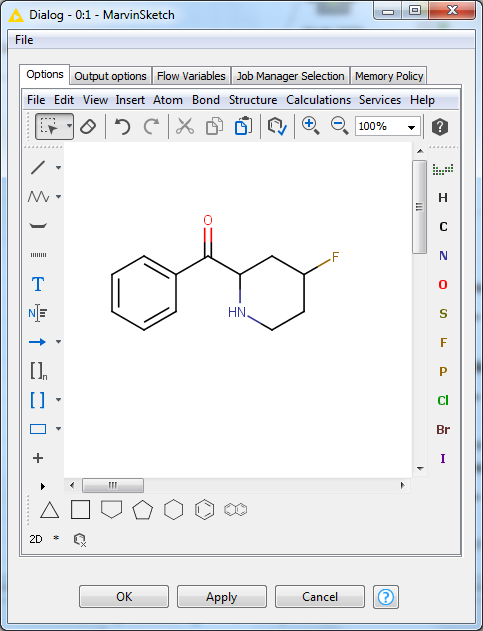 Dialog - 0:1 - MarvinSketch
File
Options Output options Flow Variables Job Manager Selection Memory Policy
File Edit View Insert Atom Bond Structure Calculations Services Help
100%
?
H
C
T
N
O
N
S
F
P
[ ]n
Cl
[ ]
Br
I
O
F
HN
2D *
OK Apply Cancel ?